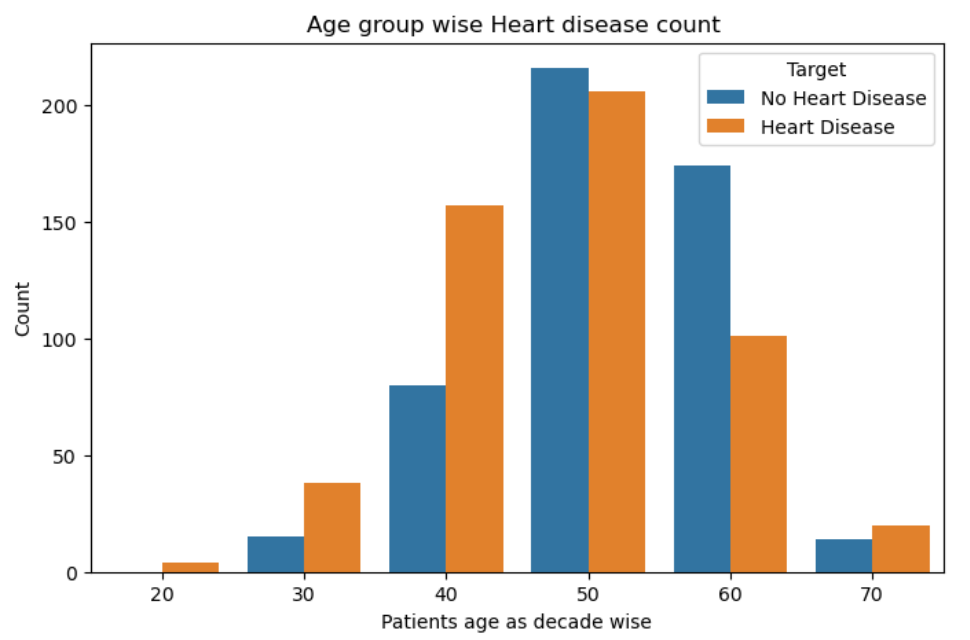 Age group wise Heart disease count
Target
No Heart Disease
Heart Disease
Count
200
150
100
50
0
20 30 40 50 60 70
Patients age as decade wise